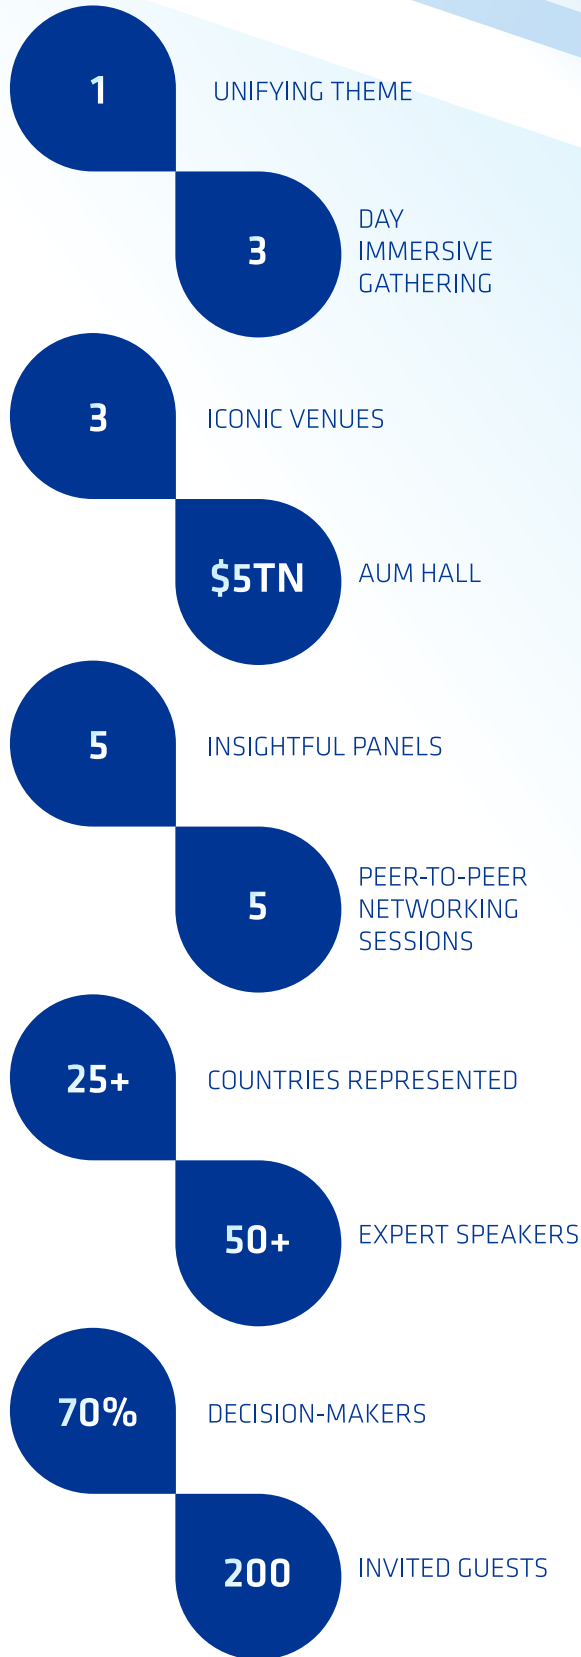 1
UNIFYING THEME
3
DAY
IMMERSIVE
GATHERING
3
ICONIC VENUES
$5TN
AUM HALL
5
INSIGHTFUL PANELS
5
PEER-TO-PEER
NETWORKING
SESSIONS
25+
COUNTRIES REPRESENTED
50+
EXPERT SPEAKERS
70%
DECISION-MAKERS
200
INVITED GUESTS